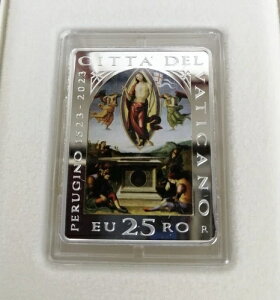 CITTÀ DEL
VATICANO
R
PERUGINO 1523-2023
EU 25 RO